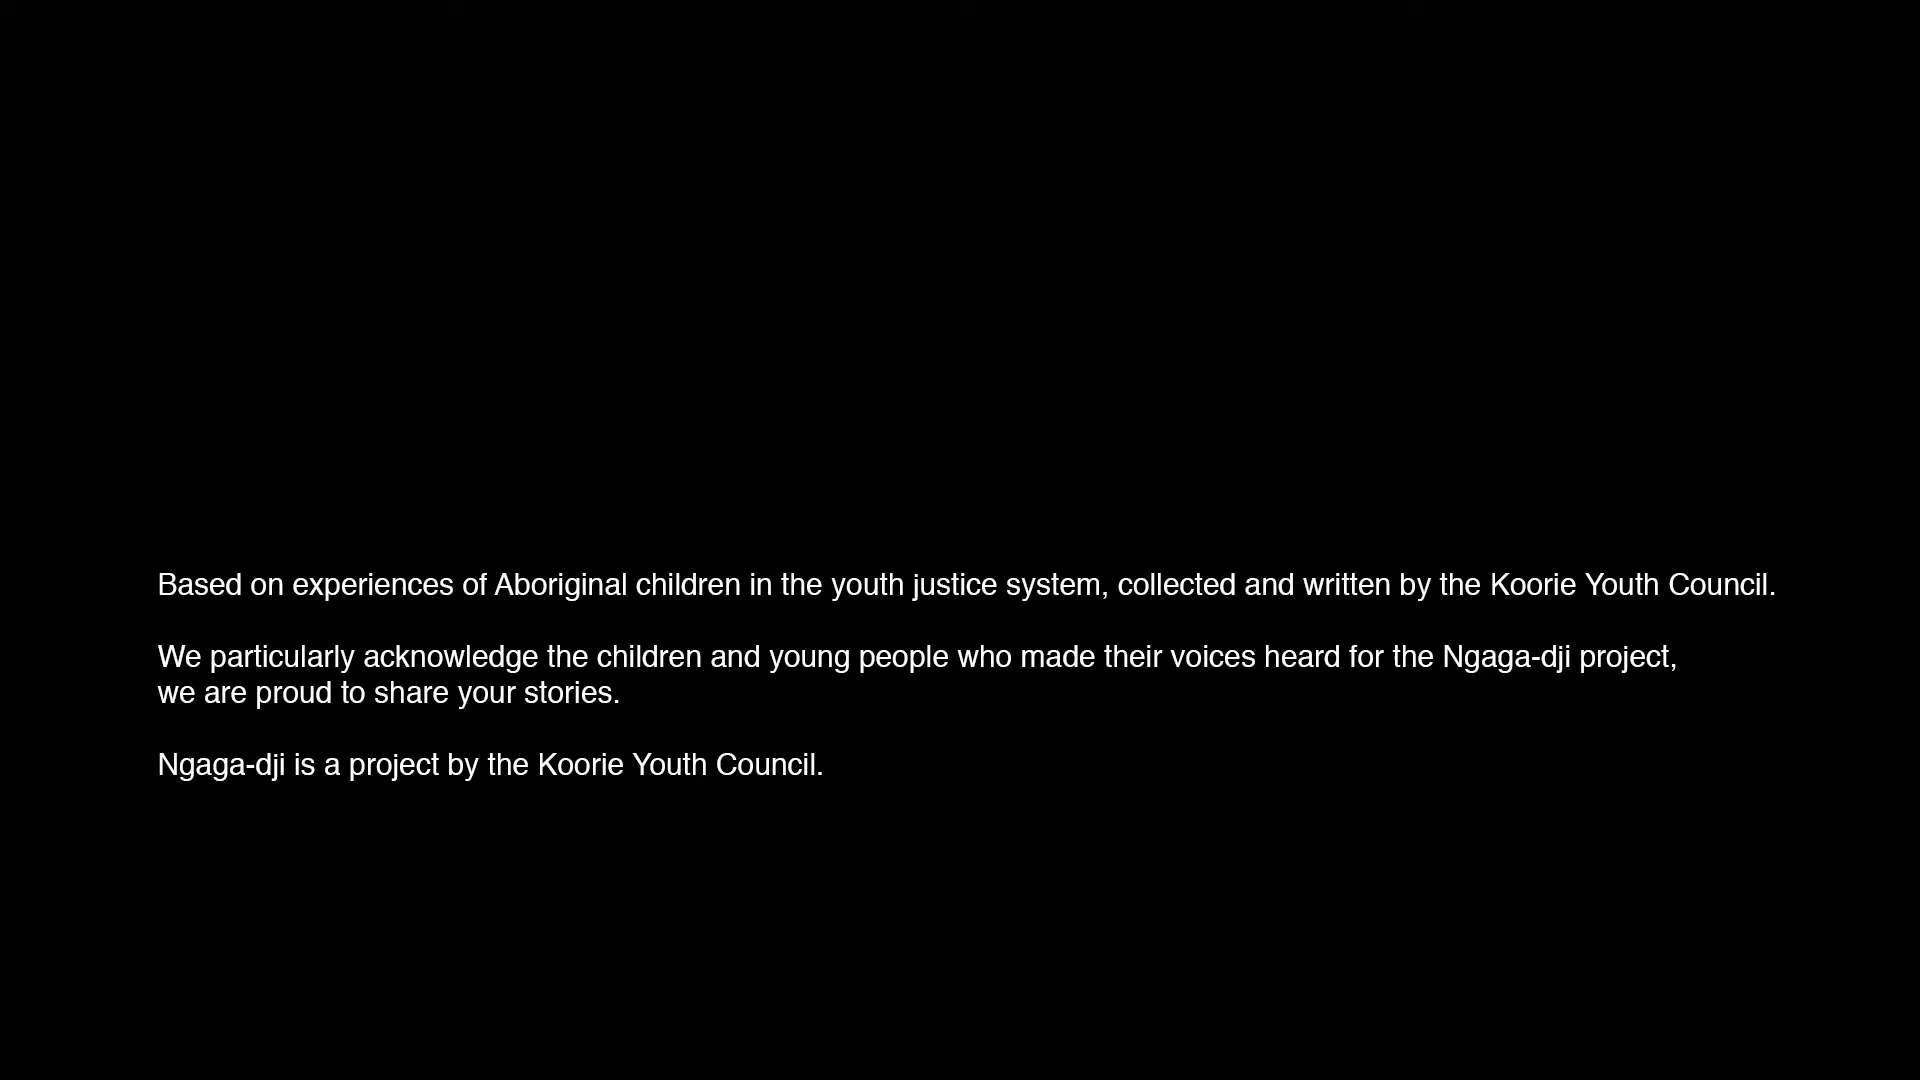 Based on experiences of Aboriginal children in the youth justice system, collected and written by the Koorie Youth Council.
We particularly acknowledge the children and young people who made their voices heard for the Ngaga-dji project,
we are proud to share your stories.
Ngaga-dji is a project by the Koorie Youth Council.